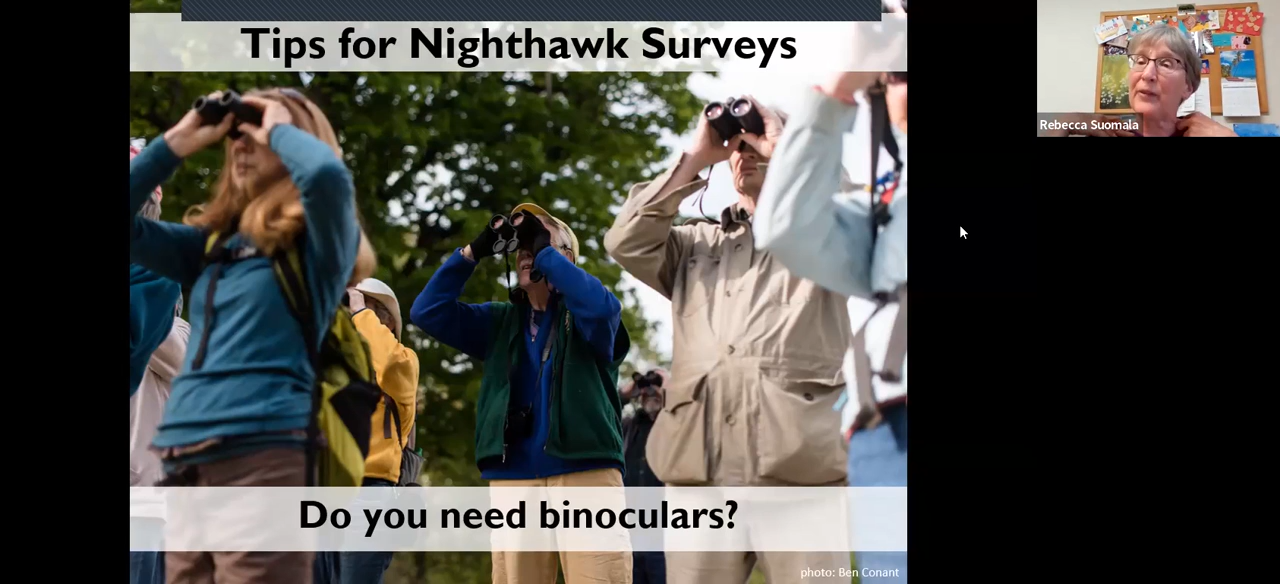 Tips for Nighthawk Surveys
Rebecca Suomala
Do you need binoculars?
photo: Ben Conant